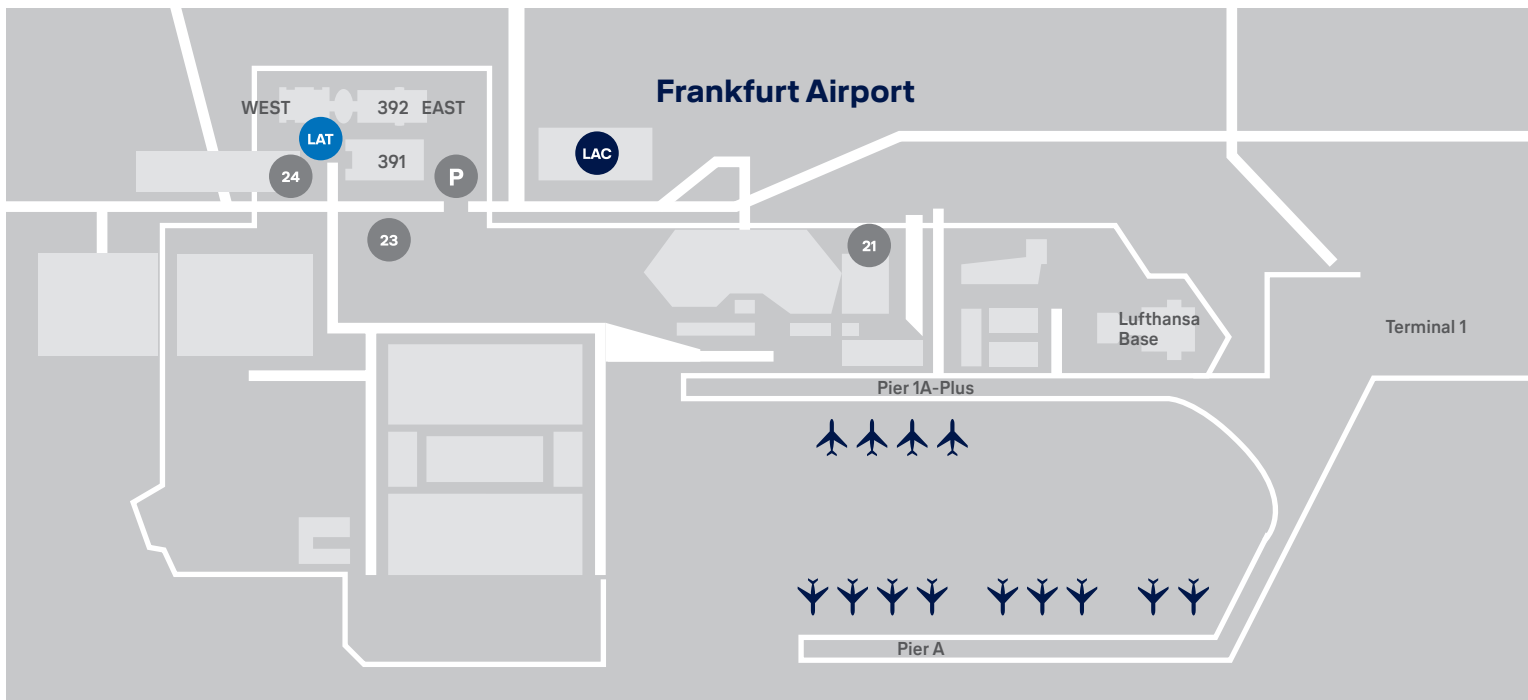 Frankfurt Airport
WEST
392
EAST
LAT
391
LAC
24
P
23
21
Lufthansa
Base
Terminal 1
Pier 1A-Plus
Pier A